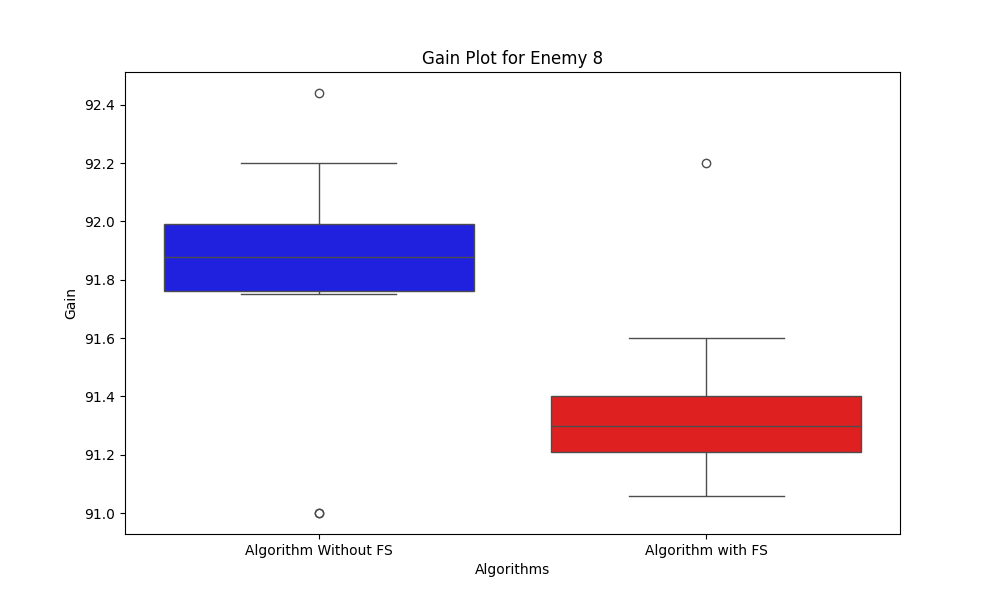 Gain Plot for Enemy 8
92.4
92.2
92.0
91.8
91.6
91.4
91.2
91.0
Gain
Algorithm Without FS
Algorithm with FS
Algorithms